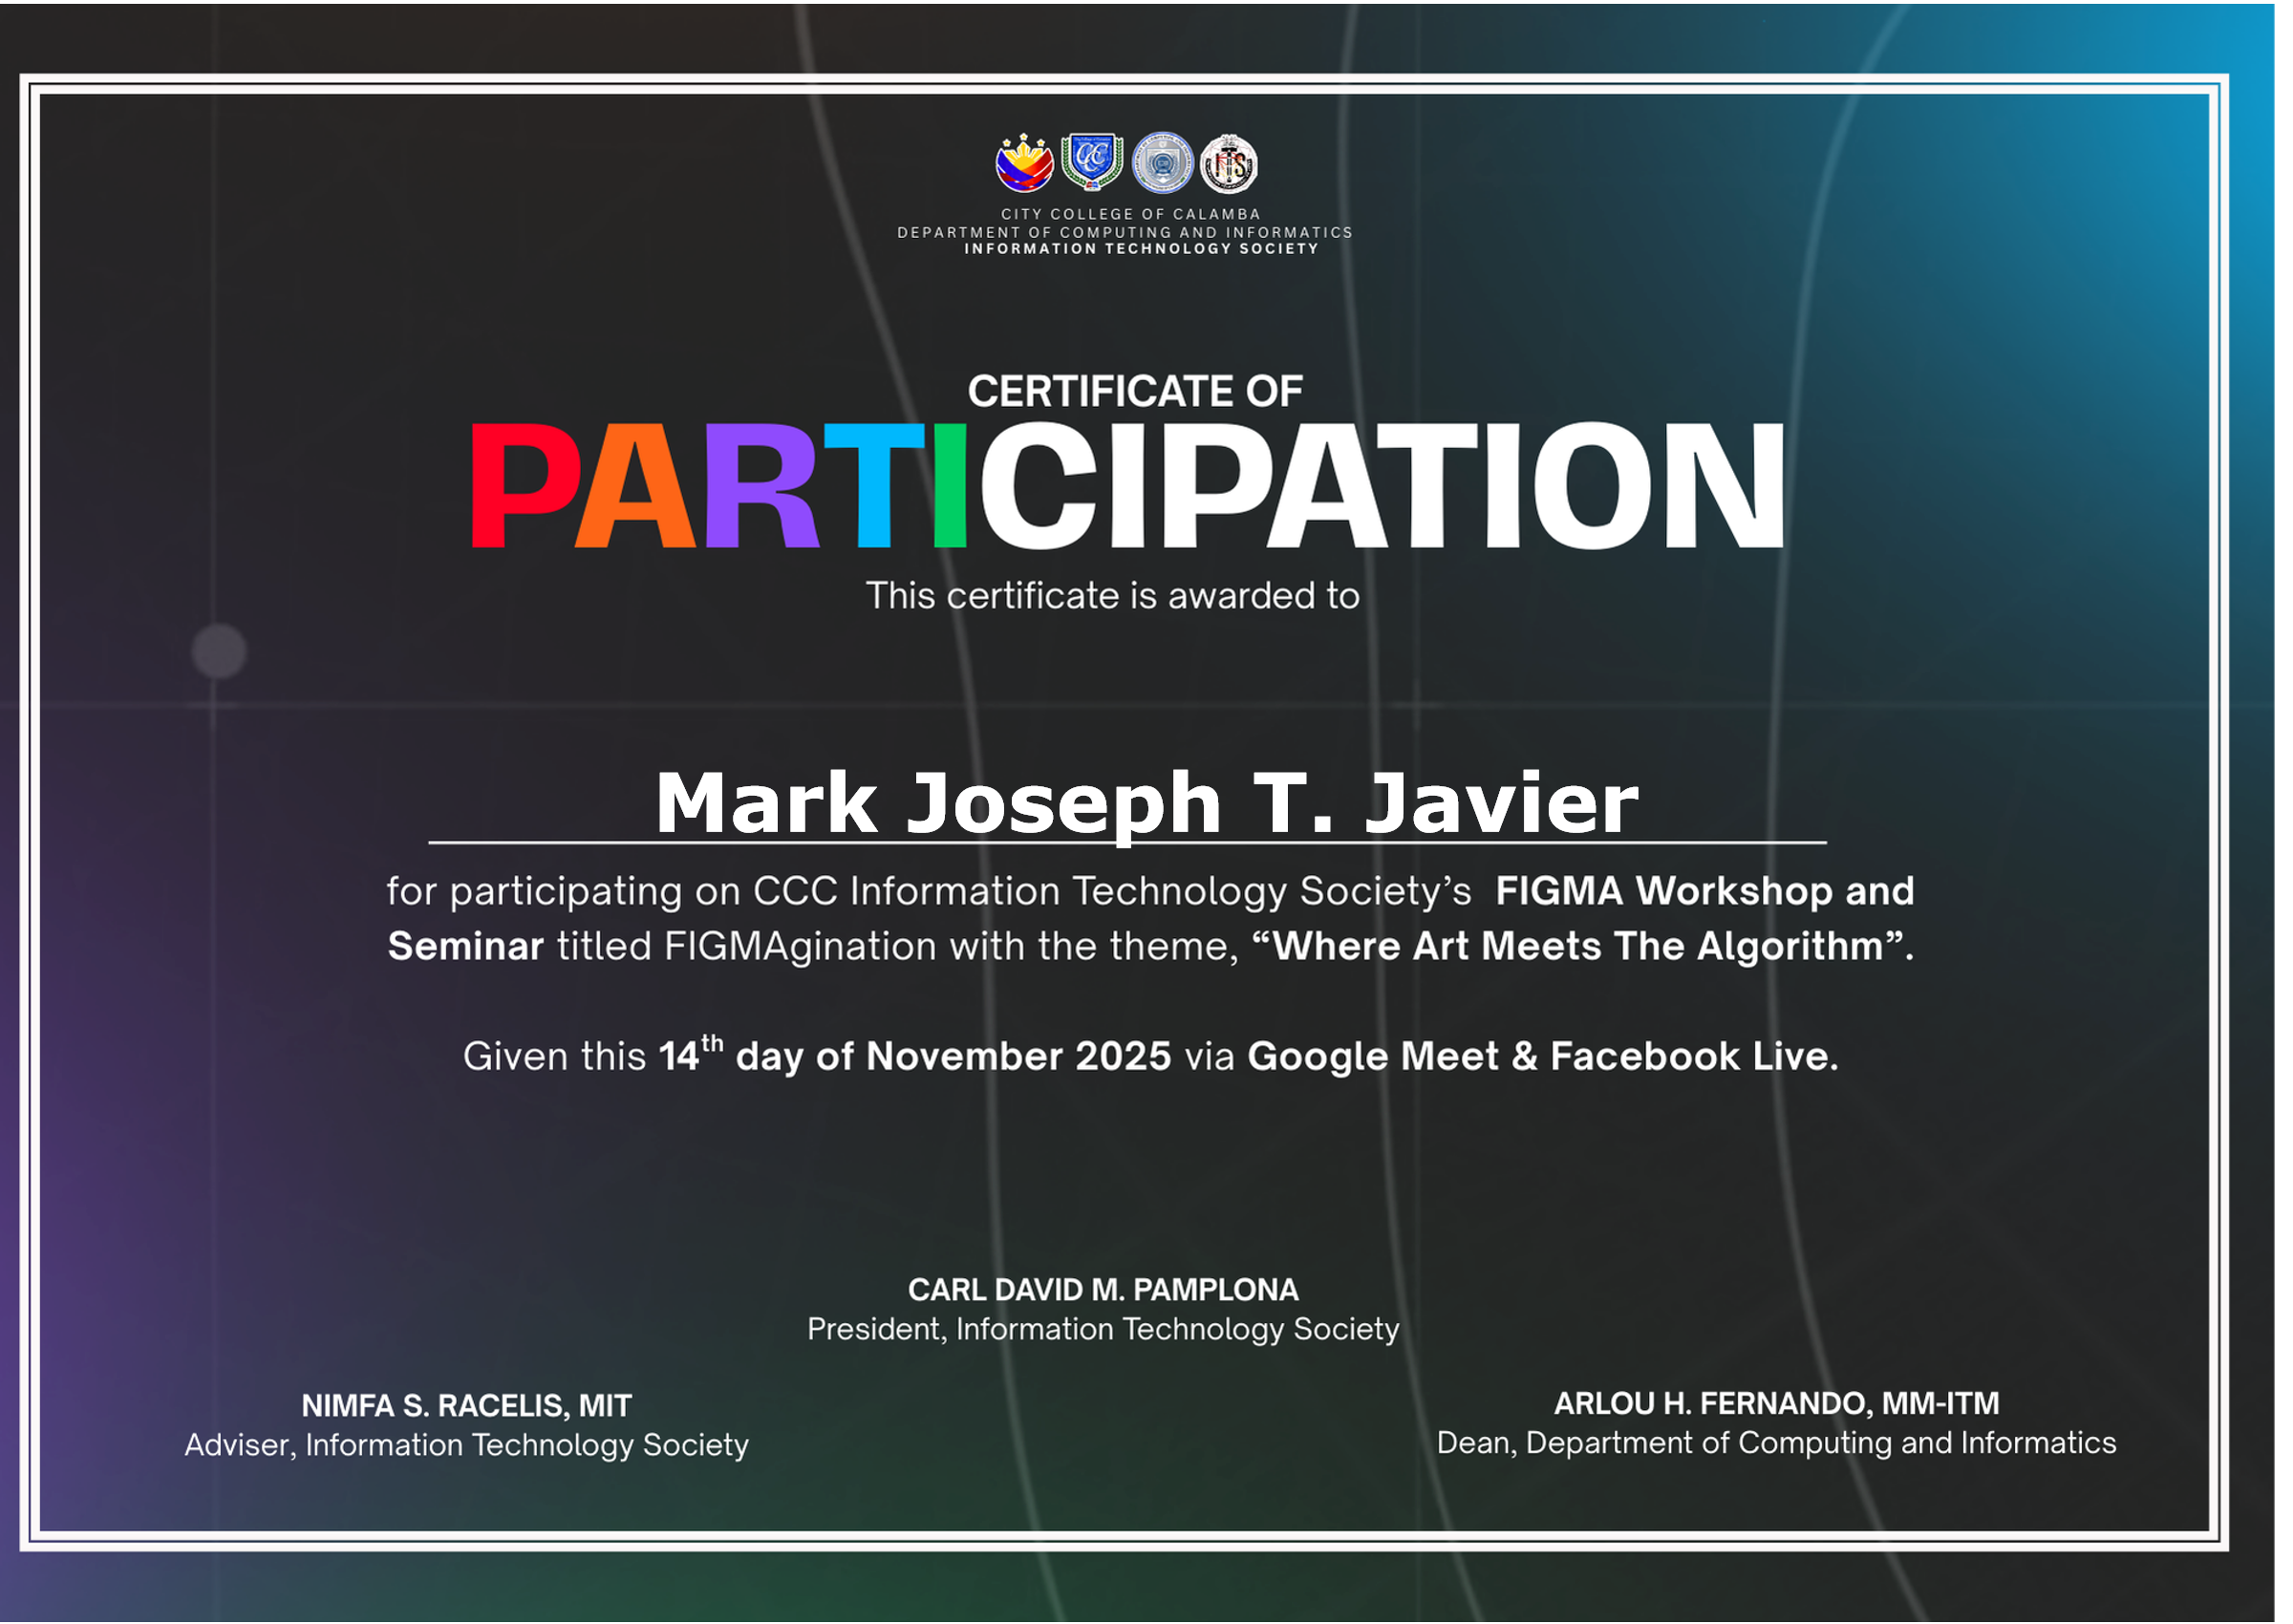 CITY COLLEGE OF CALAMBA
DEPARTMENT OF COMPUTING AND INFORMATICS
INFORMATION TECHNOLOGY SOCIETY
CERTIFICATE OF
PARTICIPATION
This certificate is awarded to
Mark Joseph T. Javier
for participating on CCC Information Technology Society’s FIGMA Workshop and
Seminar titled FIGMAgination with the theme, “Where Art Meets The Algorithm”.
Given this 14th day of November 2025 via Google Meet & Facebook Live.
CARL DAVID M. PAMPLONA
President, Information Technology Society
NIMFA S. RACELIS, MIT
Adviser, Information Technology Society
ARLOU H. FERNANDO, MM-ITM
Dean, Department of Computing and Informatics